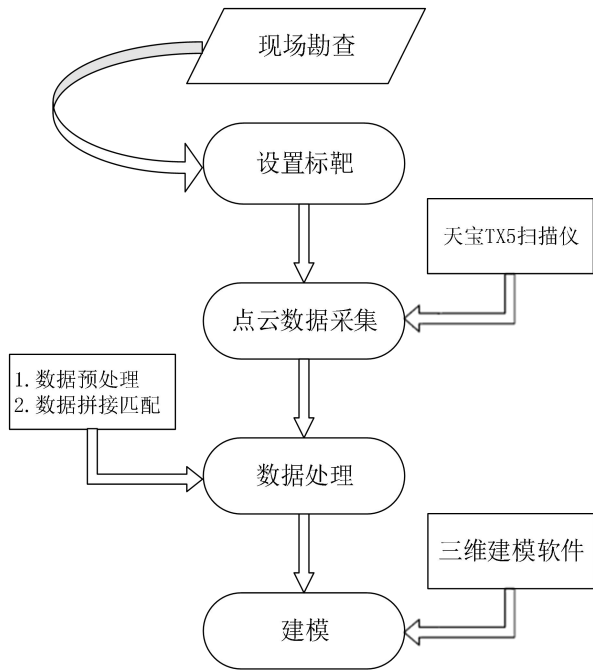 现场勘查
设置标靶
天宝TX5扫描仪
点云数据采集
1.数据预处理
2.数据拼接匹配
数据处理
三维建模软件
建模